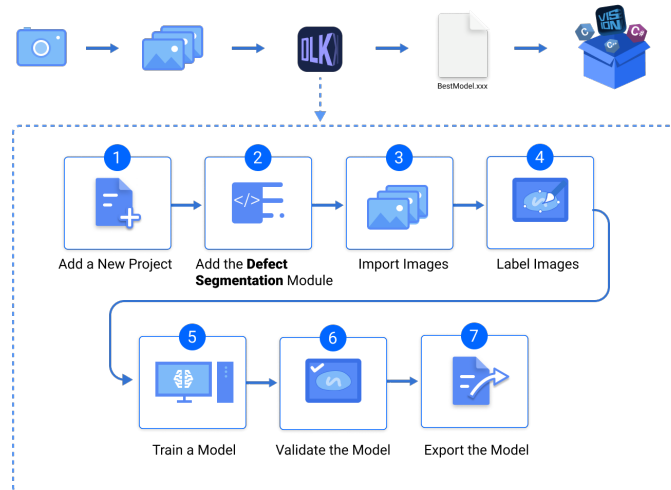 DLK
VISION
C
C#
BestModel.xxx
1
2
3
4
</>
Add a New Project
Add the Defect
Segmentation Module
Import Images
Label Images
5
6
7
Train a Model
Validate the Model
Export the Model